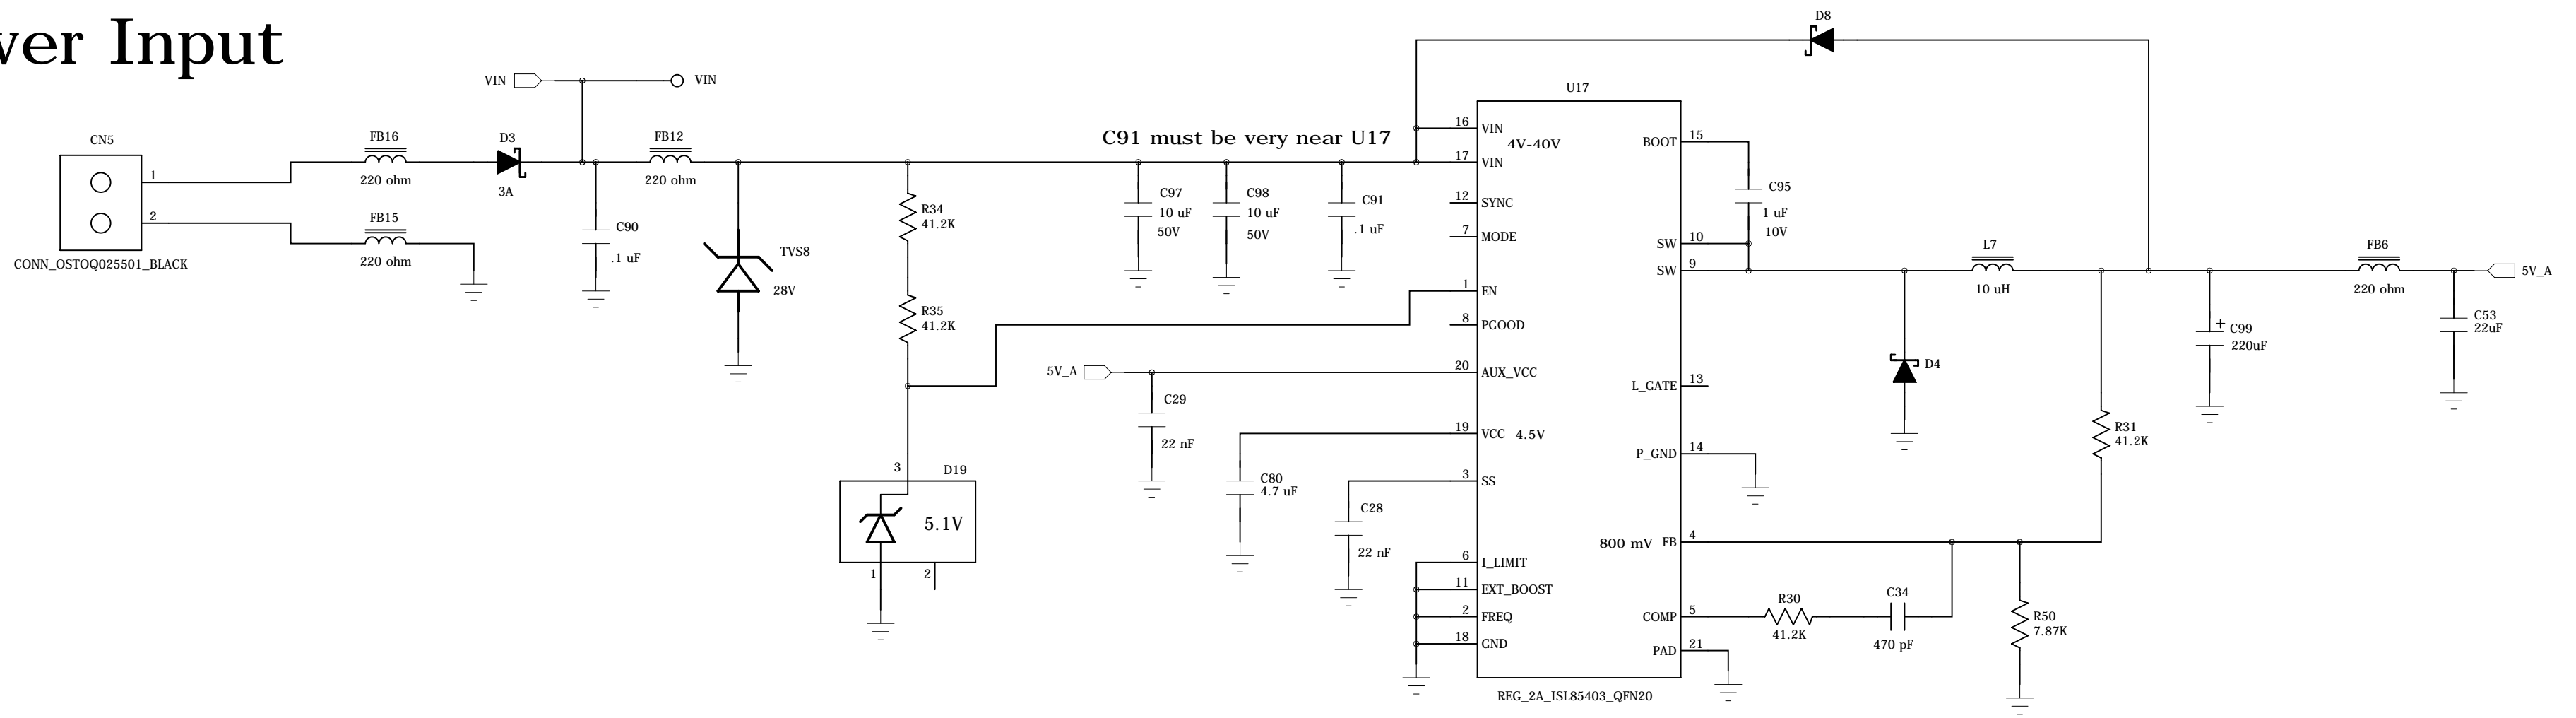 wer Input
D8
VIN
VIN
U17
CN5
FB16
D3
FB12
C91 must be very near U17
220 ohm
3A
220 ohm
1
2
FB15
220 ohm
CONN_OSTOQ025501_BLACK
C90
.1 uF
TVS8
28V
R34
41.2K
R35
41.2K
C97
10 uF
50V
C98
10 uF
50V
C91
.1 uF
16
VIN
4V-40V
17
VIN
12
SYNC
7
MODE
1
EN
8
PGOOD
5V_A
20
AUX_VCC
C29
22 nF
19
VCC 4.5V
C80
4.7 uF
3
SS
C28
22 nF
6
I_LIMIT
11
EXT_BOOST
2
FREQ
18
GND
3
D19
5.1V
1
2
BOOT
15
C95
1 uF
10V
SW
10
SW
9
L7
10 uH
FB6
220 ohm
5V_A
D4
C99
+
220uF
C53
22uF
L_GATE
13
P_GND
14
R31
41.2K
800 mV FB
4
COMP
5
R30
41.2K
C34
470 pF
R50
7.87K
PAD
21
REG_2A_ISL85403_QFN20